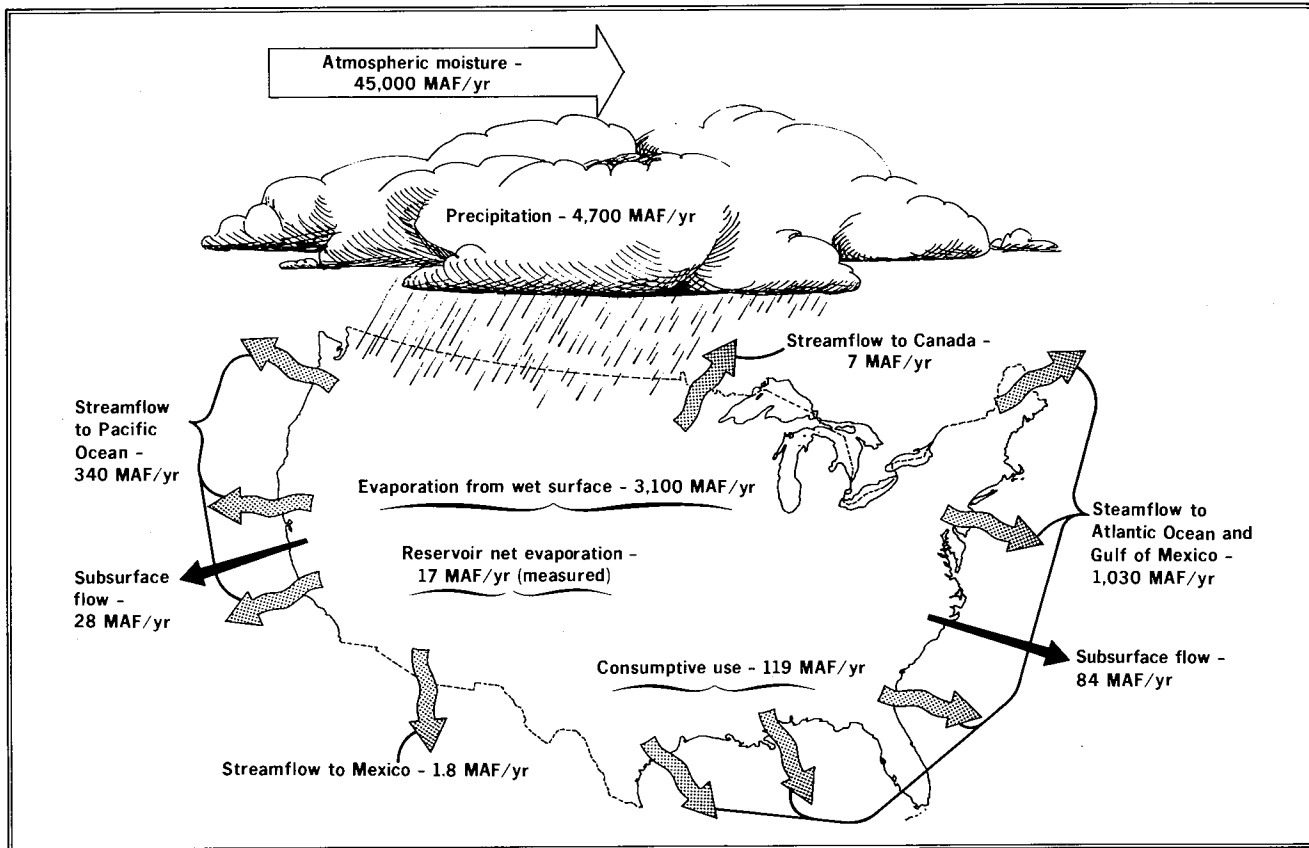 Atmospheric moisture -
45,000 MAF/yr
Precipitation - 4,700 MAF/yr
Streamflow to Canada -
7 MAF/yr
Streamflow
to Pacific
Ocean -
340 MAF/yr
Evaporation from wet surface - 3,100 MAF/yr
Steamflow to
Atlantic Ocean and
Gulf of Mexico -
1,030 MAF/yr
Reservoir net evaporation -
17 MAF/yr (measured)
Subsurface
flow -
28 MAF/yr
Consumptive use - 119 MAF/yr
Subsurface flow -
84 MAF/yr
Streamflow to Mexico - 1.8 MAF/yr